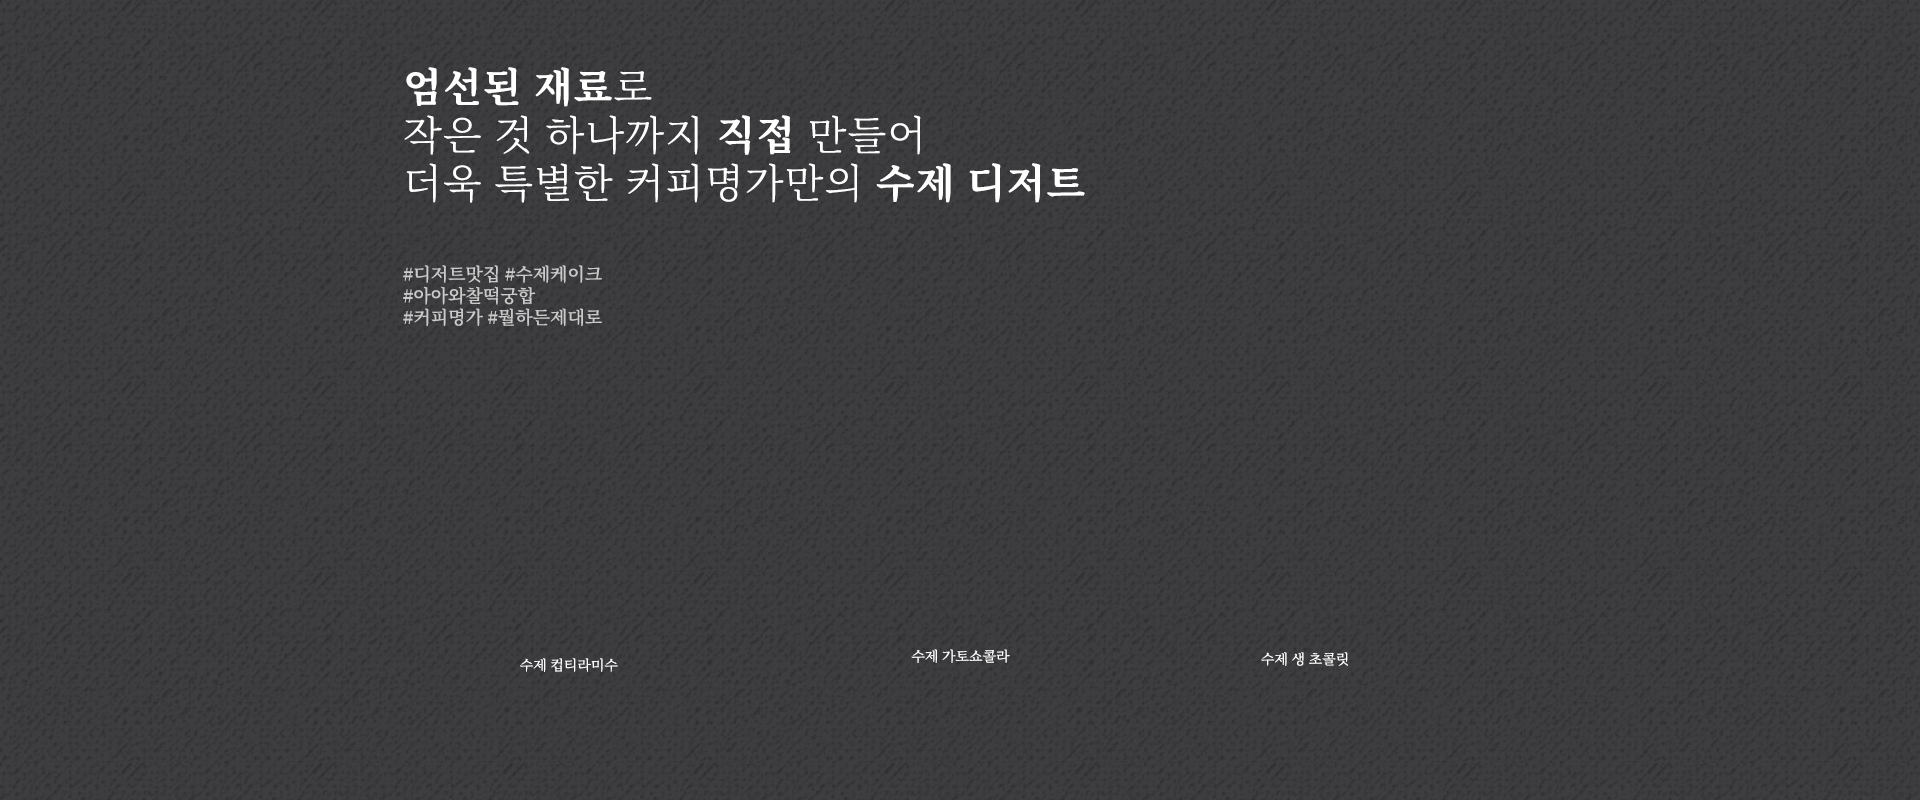 엄선된 재료로
작은 것 하나까지 직접 만들어
더욱 특별한 커피명가만의 수제 디저트
#디저트맛집 #수제케이크
#아아와찰떡궁합
#커피명가 #뭘하든제대로
수제 컵티라미수
수제 가토쇼콜라
수제 생 초콜릿